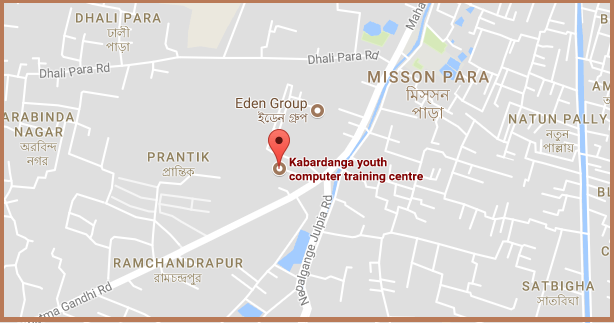 DHALI PARA
ঢালী
পাড়া
Dhali Para Rd
Dhali Para Rd
Maha
MISSON PARA
মিস্সন
পাড়া
Eden Group
ইডেন গ্রুপ
ARABINDA
NAGAR
অরবিন্দ
নগর
PRANTIK
প্রান্তিক
Kabardanga youth
computer training centre
NATUN PALLY
নতুন
পাল্লায়
AM
BL
Nepalgange Julpia Rd
RAMCHANDRAPUR
রামচন্দ্রপুর
C
SATBIGHA
সাতবিঘা
tma Gandhi Rd